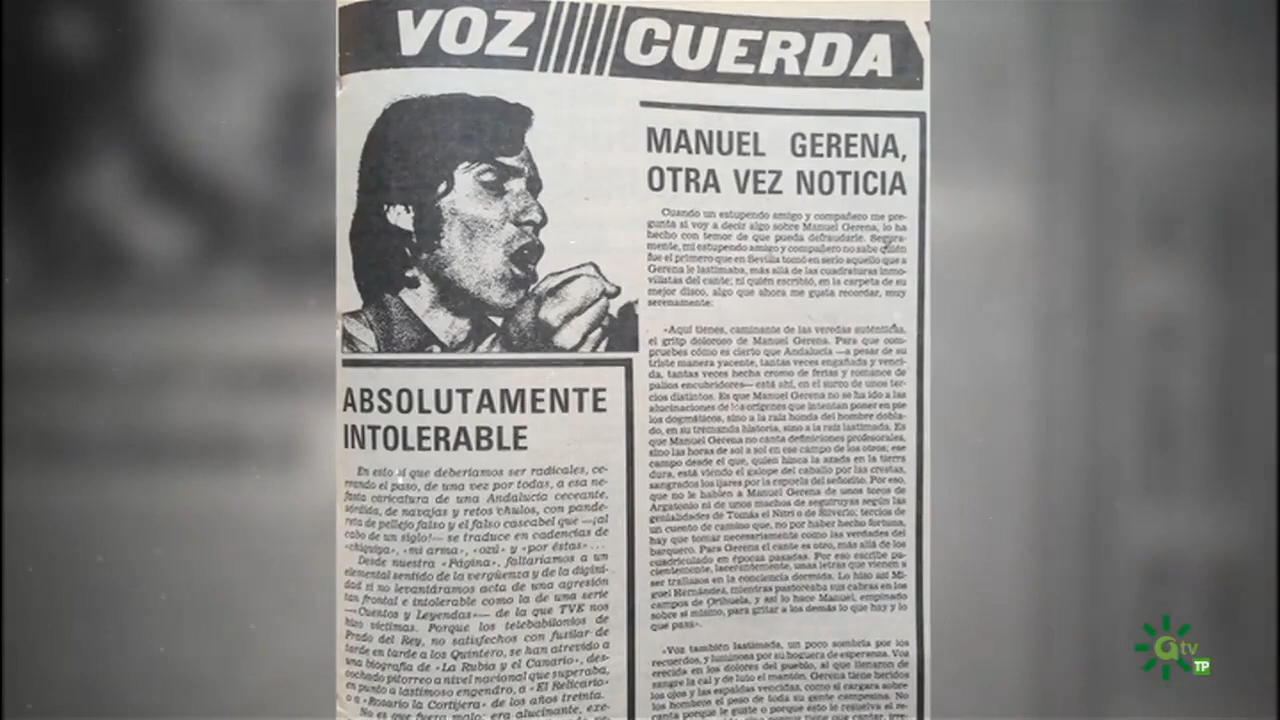 VOZ CUERDA
MANUEL GERENA,
OTRA VEZ NOTICIA
Cuando un estupendo amigo y compañero me pre-
gunta si voy a decir algo sobre Manuel Gerena, lo ha
hecho con temor de que pueda defraudarle. Segura-
mente, mi estupendo amigo y compañero no sabe quién
fue el primero que en Sevilla tomó en serio aquello que a
Gerena le lastimaba, más allá de las cuadraturas inmo-
vilistas del cante; ni quién escribió, en la carpeta de su
mejor disco, algo que ahora me gusta recordar, muy
serenamente:
«Aquí tienes, caminante de las veredas auténticas,
el gritp doloroso de Manuel Gerena. Para que com-
pruebes cómo es cierto que Andalucía —a pesar de su
triste manera yacente, tantas veces engañada y venci-
da, tantas veces hecha cromo de ferias y romance de
palios encubridores— está ahí, en el surco de unos ter-
cios distintos. Es que Manuel Gerena no se ha ido a las
alucinaciones de los orígenes que intentan poner en pie
los dogmáticos, sino a la raíz honda del hombre dobla-
do, en su tremanda historia, sino a la raíz lastimada. Es
que Manuel Gerena no canta definiciones profesorales,
sino las horas de sol a sol en ese campo de los otros; ese
campo desde el que, quien hinca la azada en la tierra
dura, está viendo el galope del caballo por las crestas,
sangrados los ijares por la espuela del señorito. Por eso,
que no le hablen a Manuel Gerena de unos toros de
Argatonio ni de unos machos de seguiruyas según las
genialidades de Tomás el Nitri o de Silverio; tercios de
un cuento de camino que, no por haber hecho fortuna,
hay que tomar necesariamente como las verdades del
barquero. Para Gerena el cante es otro, más allá de los
cuadriculado en época pasadas. Por eso escribe pa-
cientemente, lacerantemente, unas letras que vienen a
ser trallazos en la conciencia dormida. Lo hizo así Mi-
guel Hernández, mientras pastoreaba sus cabras en los
campos de Orihuela, y así lo hace Manuel, empinado
sobre sí mismo, para gritar a los demás lo que hay y lo
que pasa».
«Voz también lastimada, un poco sombría por los
recuerdos, y luminosa por su hoguera de esperanza. Voz
crecida en los dolores del pueblo, al que llenaron de
sangre la cal y de luto el mantón. Gerena tiene heridos
los ojos y las espaldas vencidas, como si cargara sobre
los hombros el peso de toda su gente campesina. No
canta porque le guste o porque esto le resuelva el re-
ABSOLUTAMENTE
INTOLERABLE
En esto sí que deberíamos ser radicales, ce-
rrando el paso, de una vez por todas, a esa ne-
fasta caricatura de una Andalucía ceceante,
sórdida, de navajas y retos chulos, con pande-
reta de pellejo falso y el falso cascabel que —¡al
cabo de un siglo!— se traduce en cadencias de
«chiquiya», «mi arma», «ozú» y «por éstas»...
Desde nuestra «Página», faltaríamos a un
elemental sentido de la vergüenza y de la digni-
dad si no levantáramos acta de una agresión
tan frontal e intolerable como la de una serie
—«Cuentos y Leyendas»— de la que TVE nos
hizo víctimas. Porque los telebabilonios de
Prado del Rey, no satisfechos con fusilar de
tarde en tarde a los Quintero, se han atrevido a
una biografía de «La Rubia y el Canario», des-
cochado pitorreo a nivel nacional que superaba,
en punto a lastimoso engendro, a «El Relicario»
o a «Rosario la Cortijera» de los años treinta.
No es que fuera malo; era alucinante, exe-
tv
TP